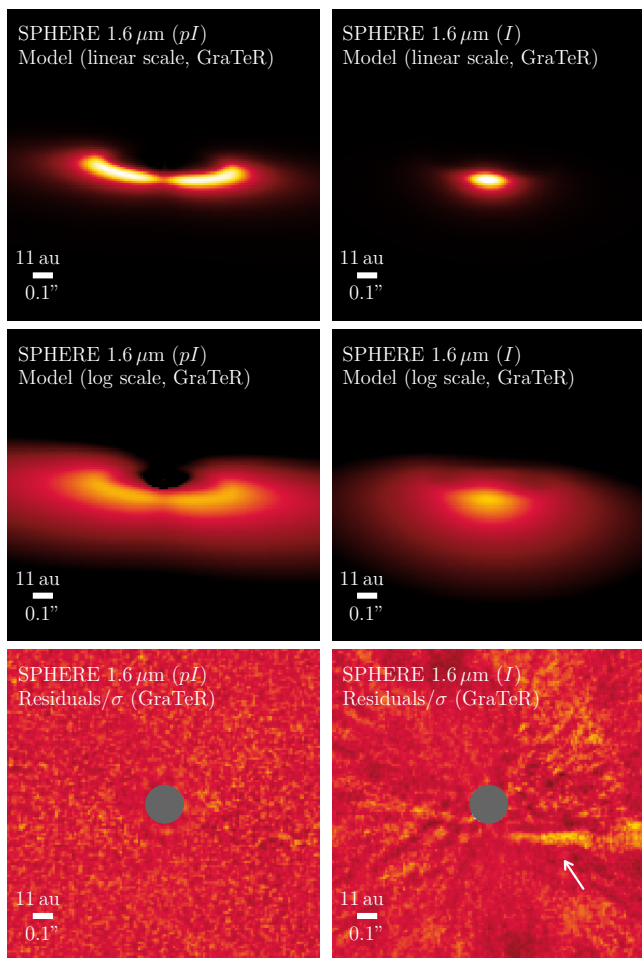 SPHERE 1.6 μm (pI)
Model (linear scale, GraTeR)
11 au
0.1”
SPHERE 1.6 μm (I)
Model (linear scale, GraTeR)
11 au
0.1”
SPHERE 1.6 μm (pI)
Model (log scale, GraTeR)
11 au
0.1”
SPHERE 1.6 μm (I)
Model (log scale, GraTeR)
11 au
0.1”
SPHERE 1.6 μm (pI)
Residuals/σ (GraTeR)
11 au
0.1”
SPHERE 1.6 μm (I)
Residuals/σ (GraTeR)
11 au
0.1”